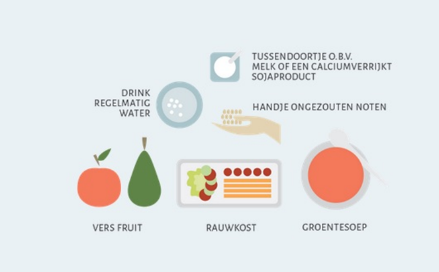 TUSSENDOORTJE O.B.V.
MELK OF EEN CALCIUMVERRIJKT
SOJAPRODUCT
DRINK
REGELMATIG
WATER
HANDJE ONGEZOUTEN NOTEN
VERS FRUIT
RAUWKOST
GROENTESOEP